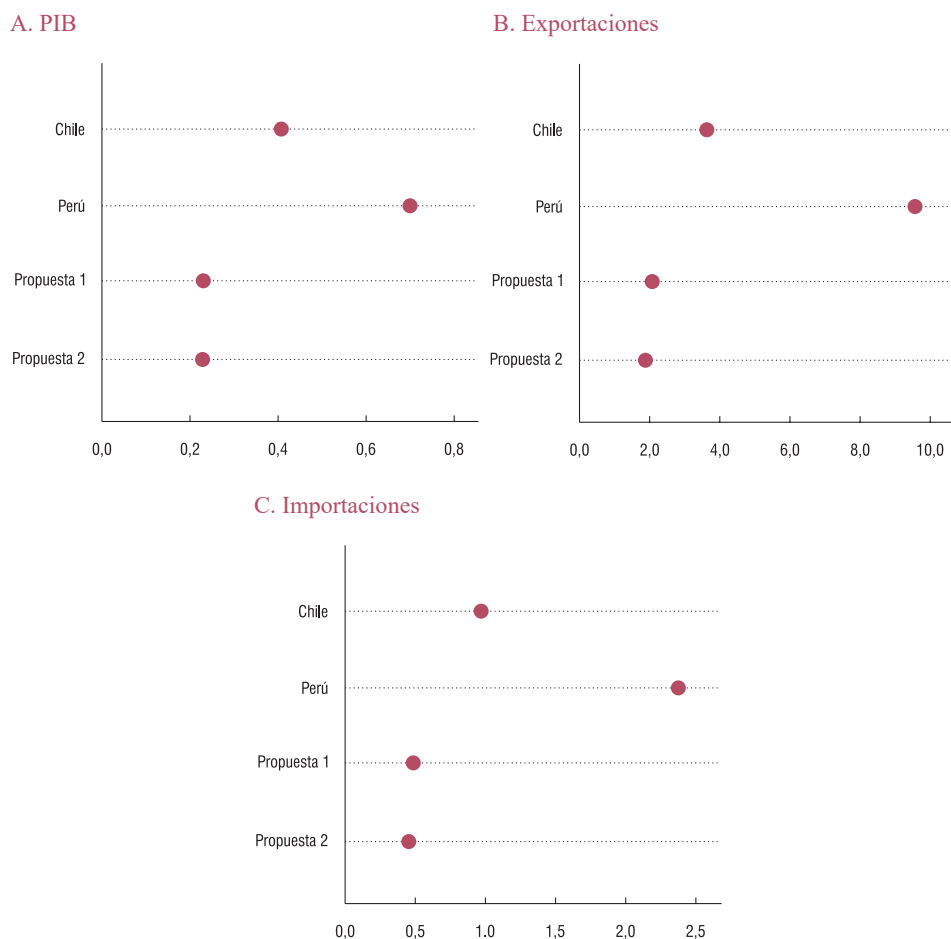 A. PIB
Chile
Perú
Propuesta 1
Propuesta 2
0,0 0,2 0,4 0,6 0,8
B. Exportaciones
Chile
Perú
Propuesta 1
Propuesta 2
0,0 2,0 4,0 6,0 8,0 10,0
C. Importaciones
Chile
Perú
Propuesta 1
Propuesta 2
0,0 0,5 1.0 1,5 2,0 2,5